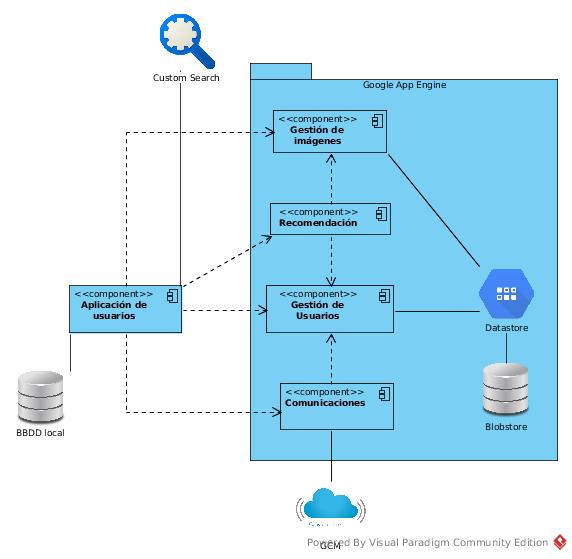 Custom Search
Google App Engine
<<component>>
Gestión de
imágenes
<<component>>
Recomendación
<<component>>
Aplicación de
usuarios
<<component>>
Gestión de
Usuarios
Datastore
<<component>>
Comunicaciones
BBDD local
Blobstore
GCM
Powered By Visual Paradigm Community Edition